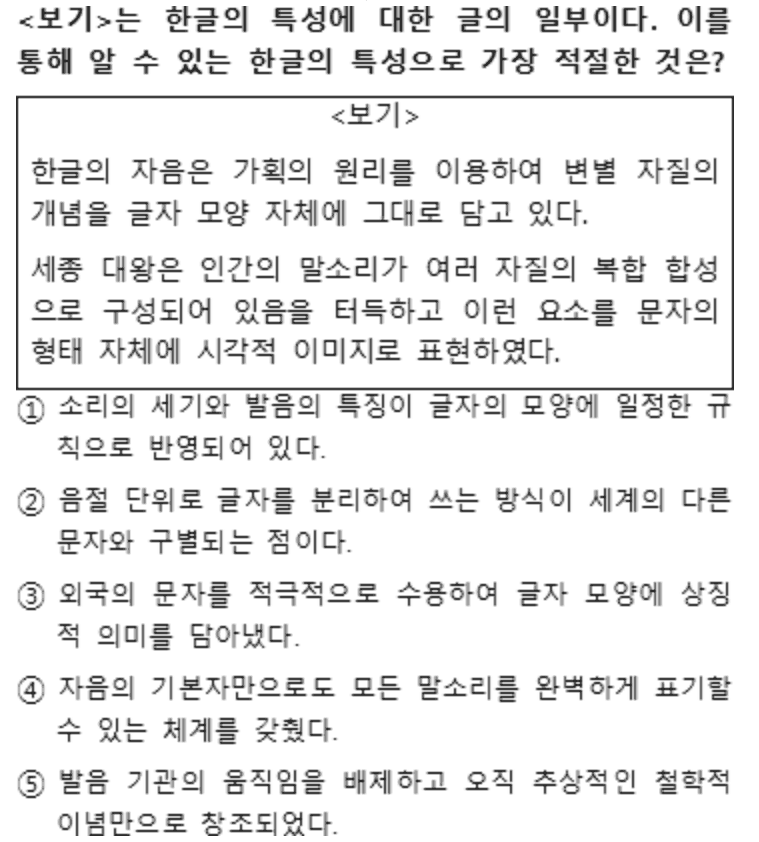 <보기>는 한글의 특성에 대한 글의 일부이다. 이를
통해 알 수 있는 한글의 특성으로 가장 적절한 것은?
<보기>
한글의 자음은 가획의 원리를 이용하여 변별 자질의
개념을 글자 모양 자체에 그대로 담고 있다.
세종 대왕은 인간의 말소리가 여러 자질의 복합 합성
으로 구성되어 있음을 터득하고 이런 요소를 문자의
형태 자체에 시각적 이미지로 표현하였다.
① 소리의 세기와 발음의 특징이 글자의 모양에 일정한 규
칙으로 반영되어 있다.
② 음절 단위로 글자를 분리하여 쓰는 방식이 세계의 다른
문자와 구별되는 점이다.
③ 외국의 문자를 적극적으로 수용하여 글자 모양에 상징
적 의미를 담아냈다.
④ 자음의 기본자만으로도 모든 말소리를 완벽하게 표기할
수 있는 체계를 갖췄다.
⑤ 발음 기관의 움직임을 배제하고 오직 추상적인 철학적
이념만으로 창조되었다.